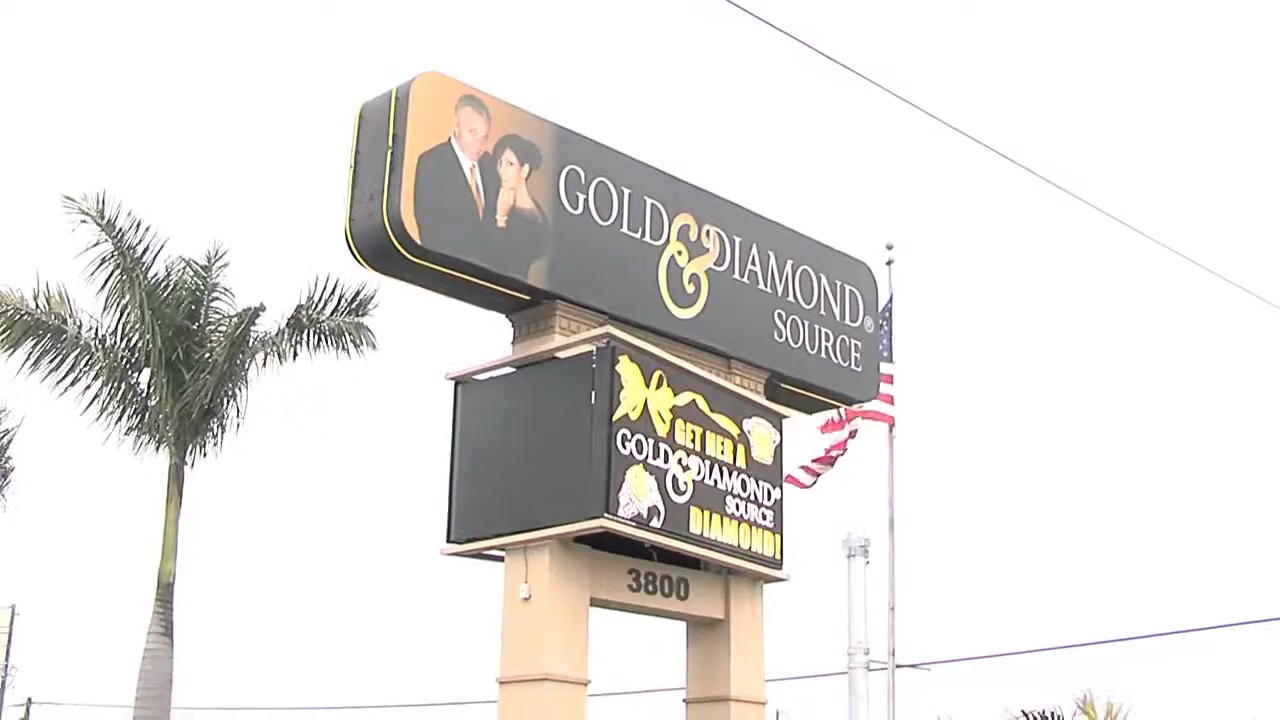 GOLD & DIAMOND
SOURCE
GET HER A
GOLD & DIAMOND
SOURCE
DIAMOND!
3800